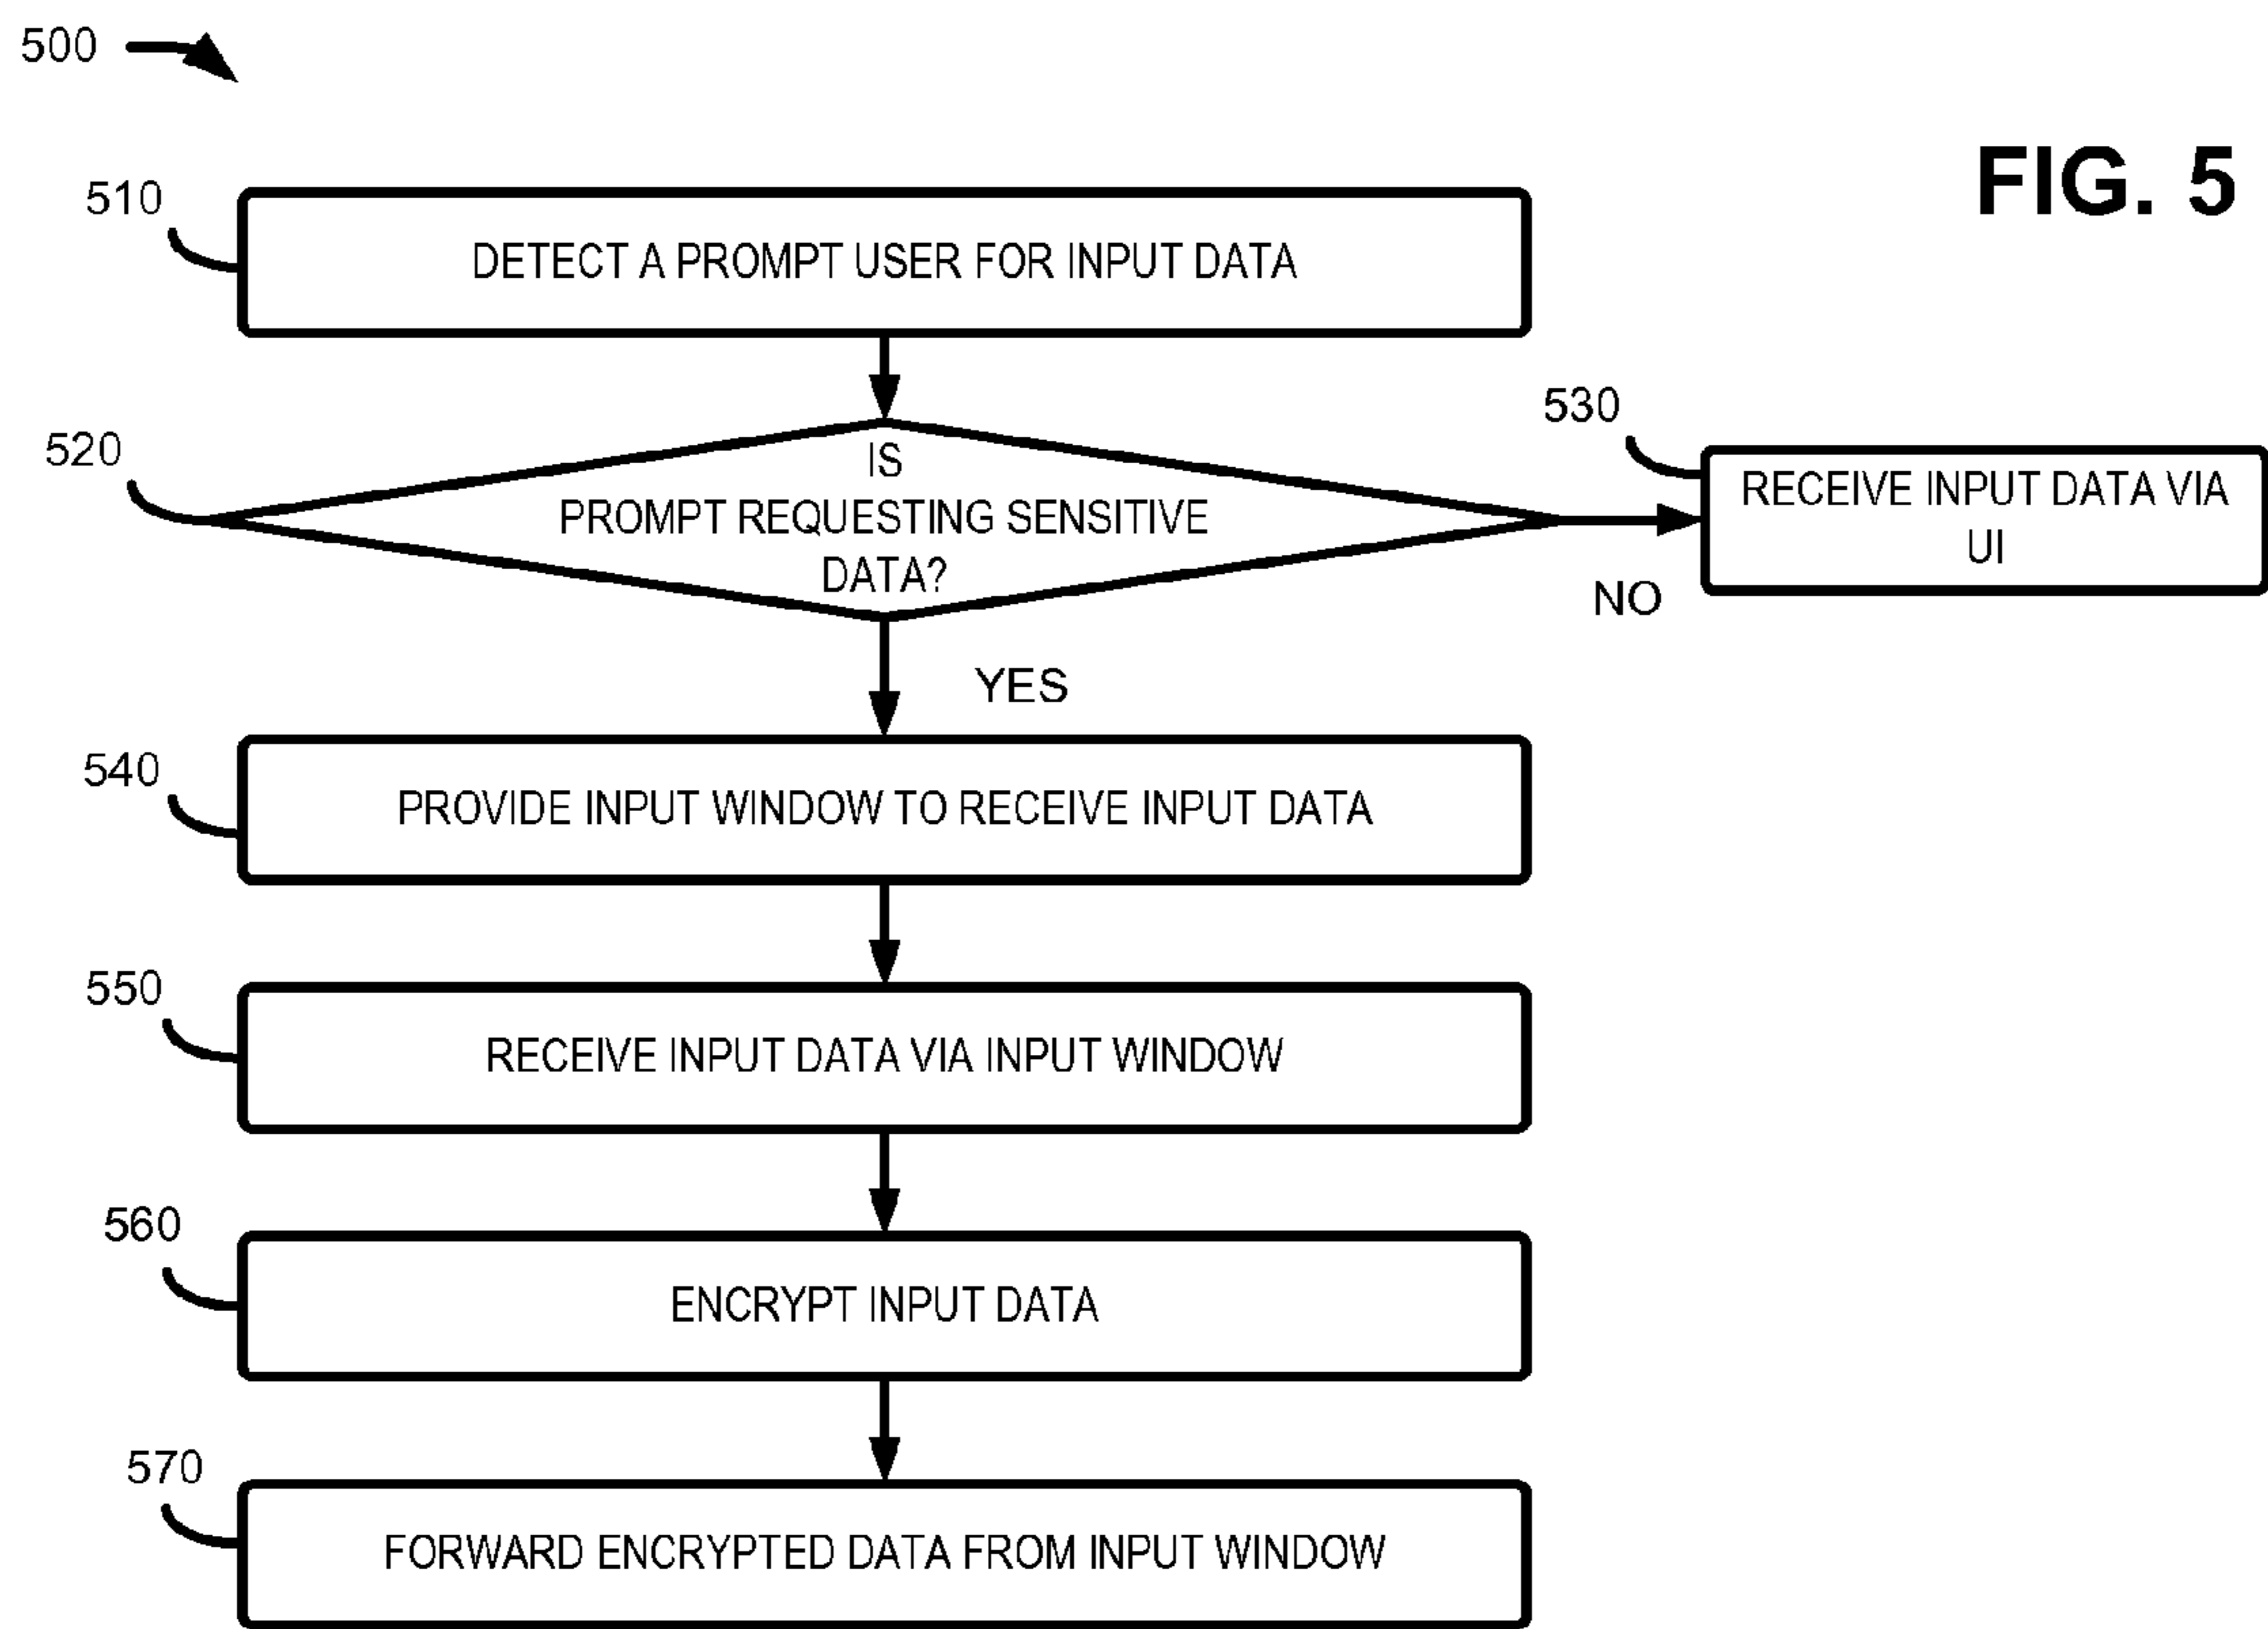 500
FIG. 5
510
DETECT A PROMPT USER FOR INPUT DATA
520
IS
PROMPT REQUESTING SENSITIVE
DATA?
530
RECEIVE INPUT DATA VIA
UI
NO
YES
540
PROVIDE INPUT WINDOW TO RECEIVE INPUT DATA
550
RECEIVE INPUT DATA VIA INPUT WINDOW
560
ENCRYPT INPUT DATA
570
FORWARD ENCRYPTED DATA FROM INPUT WINDOW